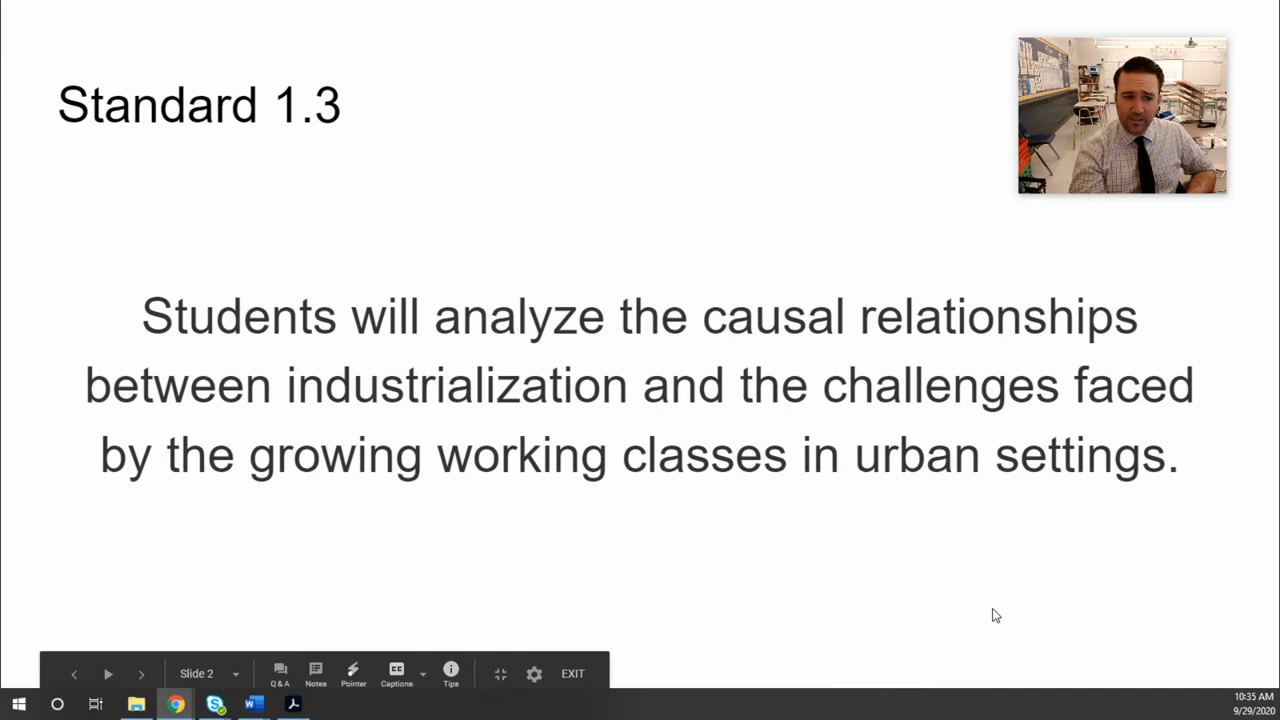 Standard 1.3
Students will analyze the causal relationships
between industrialization and the challenges faced
by the growing working classes in urban settings.
Slide 2
Q & A
Notes
Pointer
CC
Captions
Tips
EXIT
W
10:35 AM
9/29/2020